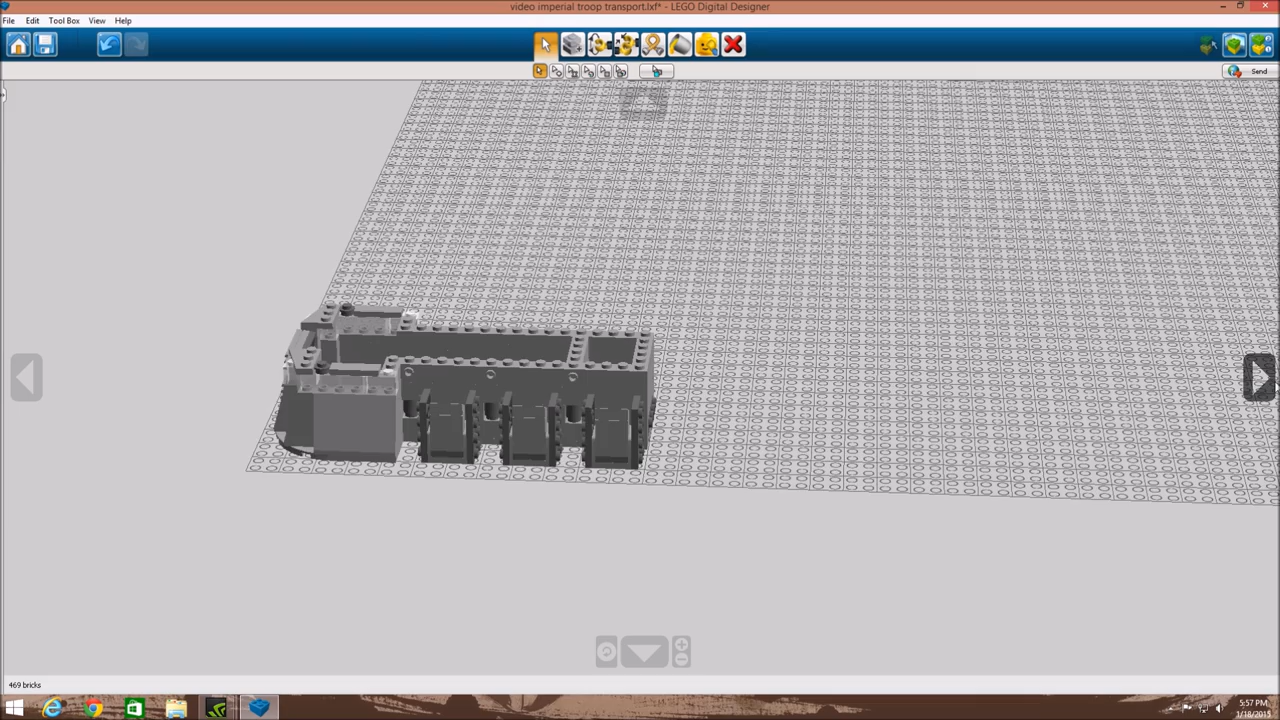 video imperial troop transport.lxf* - LEGO Digital Designer
File Edit Tool Box View Help
Send
469 bricks
5:57 PM
1/18/2015